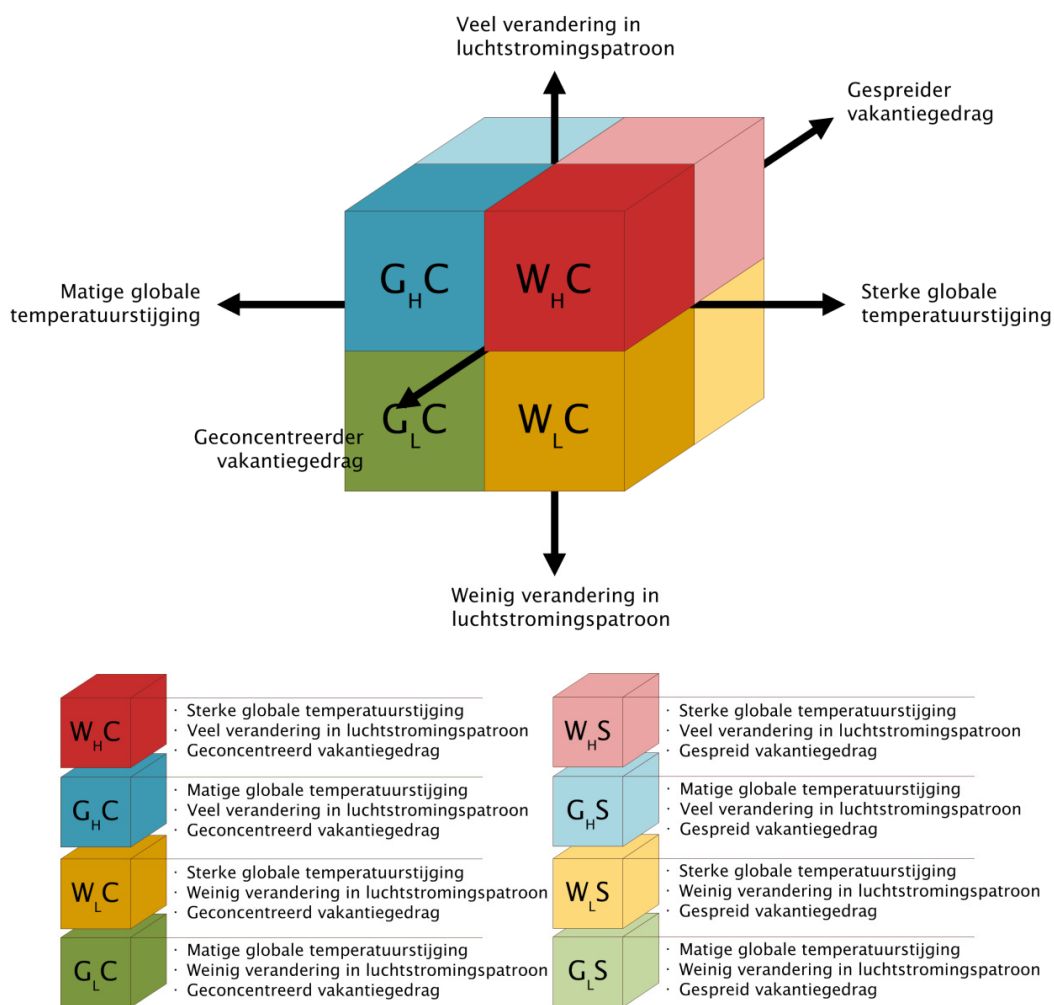 Veel verandering in
luchtstromingspatroon
Gespreider
vakantiegedrag
GHC
WHC
Matige globale
temperatuurstijging
Sterke globale
temperatuurstijging
GLC
WLC
Geconcentreerder
vakantiegedrag
Weinig verandering in
luchtstromingspatroon
WHC
· Sterke globale temperatuurstijging
· Veel verandering in luchtstromingspatroon
· Geconcentreerd vakantiegedrag
GHC
· Matige globale temperatuurstijging
· Veel verandering in luchtstromingspatroon
· Geconcentreerd vakantiegedrag
WLC
· Sterke globale temperatuurstijging
· Weinig verandering in luchtstromingspatroon
· Geconcentreerd vakantiegedrag
GLC
· Matige globale temperatuurstijging
· Weinig verandering in luchtstromingspatroon
· Geconcentreerd vakantiegedrag
WHS
· Sterke globale temperatuurstijging
· Veel verandering in luchtstromingspatroon
· Gespreid vakantiegedrag
GHS
· Matige globale temperatuurstijging
· Veel verandering in luchtstromingspatroon
· Gespreid vakantiegedrag
WLS
· Sterke globale temperatuurstijging
· Weinig verandering in luchtstromingspatroon
· Gespreid vakantiegedrag
GLS
· Matige globale temperatuurstijging
· Weinig verandering in luchtstromingspatroon
· Gespreid vakantiegedrag